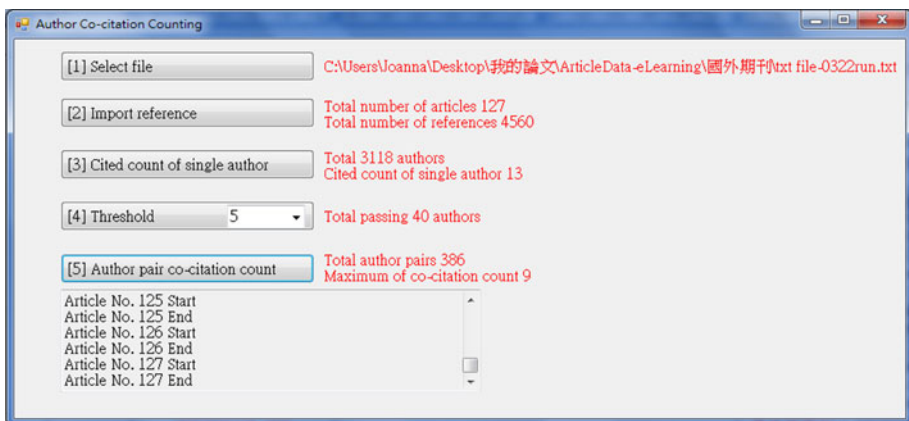 Author Co-citation Counting
[1] Select file
C:\Users\Joanna\Desktop\我的論文\ArticleData-eLearning\國外期刊\txt file-0322run.txt
[2] Import reference
Total number of articles 127
Total number of references 4560
[3] Cited count of single author
Total 3118 authors
Cited count of single author 13
[4] Threshold
5
Total passing 40 authors
[5] Author pair co-citation count
Total author pairs 386
Maximum of co-citation count 9
Article No. 125 Start
Article No. 125 End
Article No. 126 Start
Article No. 126 End
Article No. 127 Start
Article No. 127 End